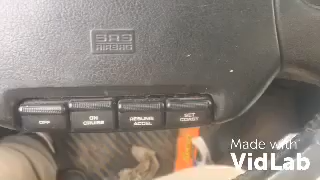 SRS
AIRBAG
OFF
ON
CRUISE
RESUME
ACCEL
SET
COAST
Made with
VidLab